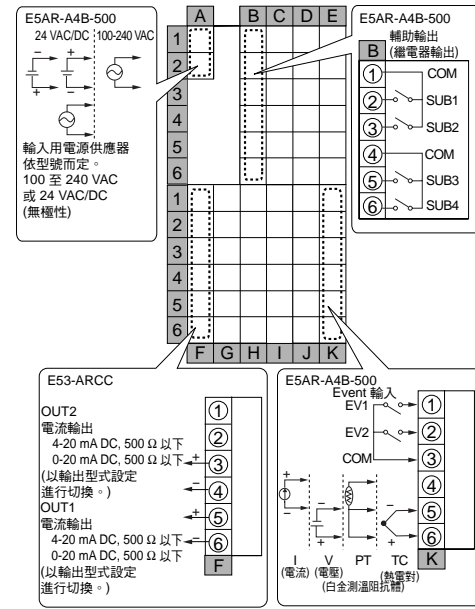 E5AR-A4B-500
24 VAC/DC 100-240 VAC
輸入用電源供應器
依型號而定。
100 至 240 VAC
或 24 VAC/DC
(無極性)
A B C D E
1
2
3
4
5
6
1
2
3
4
5
6
F G H I J K
E5AR-A4B-500
輔助輸出
(繼電器輸出)
B
1 COM
2 SUB1
3 SUB2
4 COM
5 SUB3
6 SUB4
E53-ARCC
OUT2
電流輸出
4-20 mA DC, 500 Ω 以下
0-20 mA DC, 500 Ω 以下
(以輸出型式設定
進行切換。)
OUT1
電流輸出
4-20 mA DC, 500 Ω 以下
0-20 mA DC, 500 Ω 以下
(以輸出型式設定
進行切換。)
1
2
+ 3
- 4
+ 5
- 6
F
E5AR-A4B-500
Event 輸入
EV1 1
EV2 2
COM 3
4
5
6
K
I V PT TC
(電流) (電壓) (熱電對)
(白金測溫阻抗體)